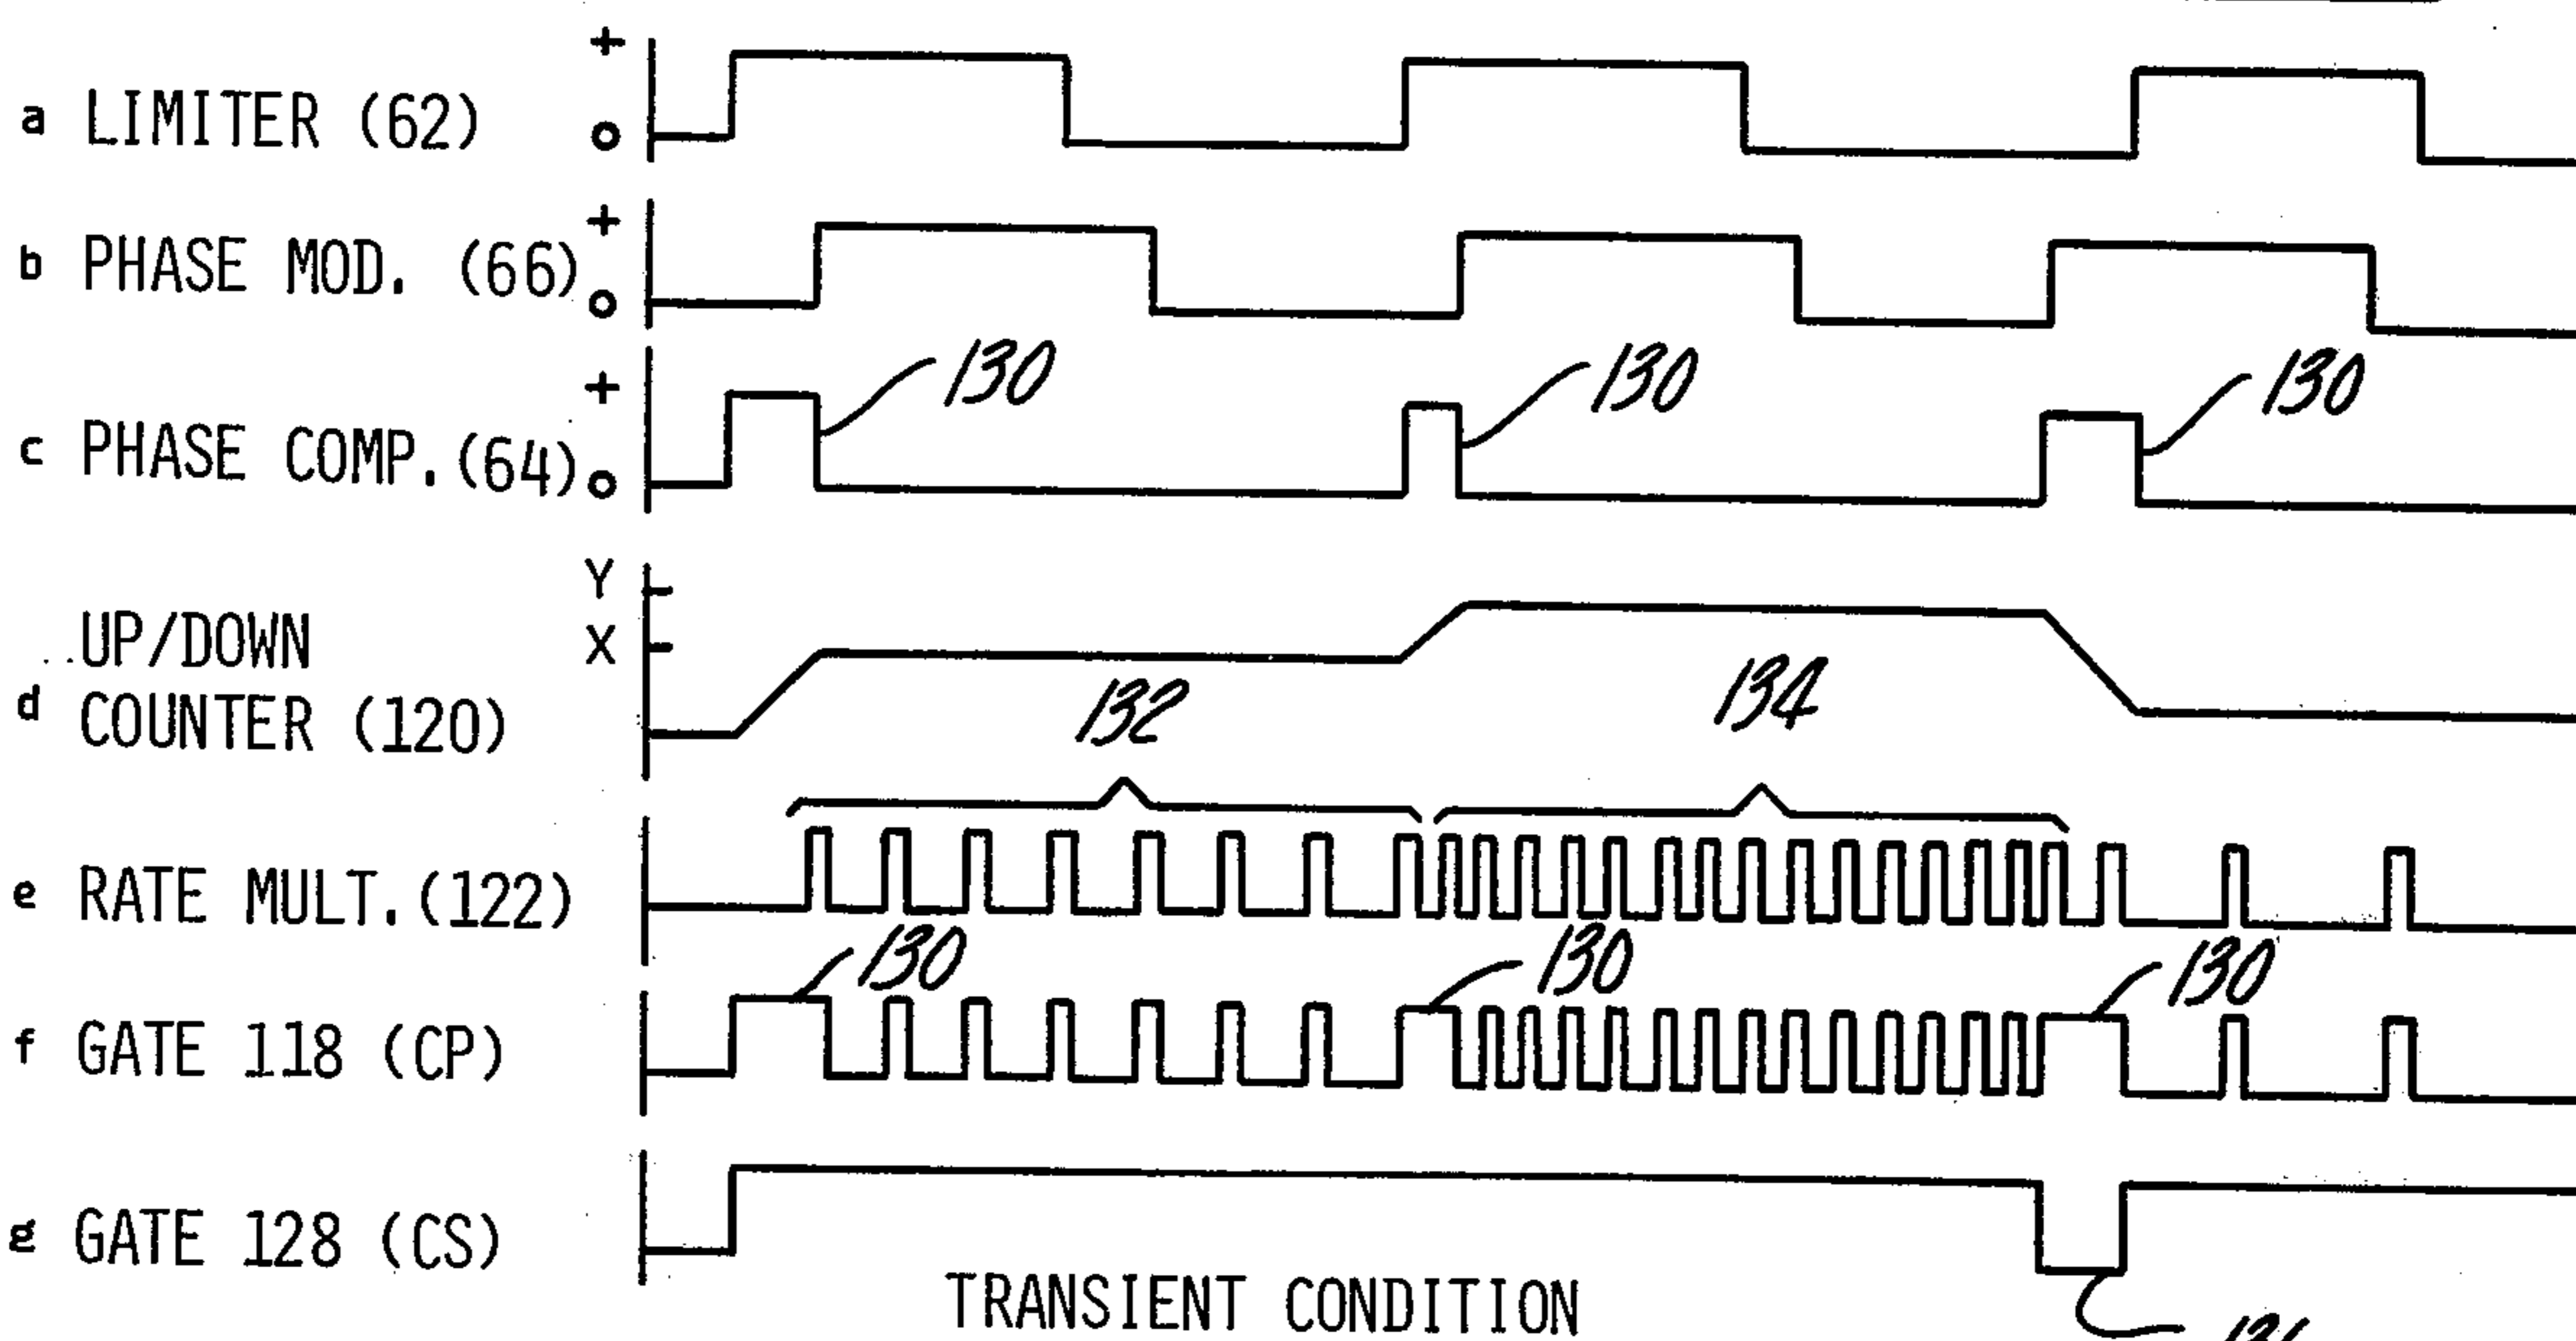 +
a LIMITER (62)
o
+
b PHASE MOD. (66)
o
130 130 130
+
c PHASE COMP. (64)
o
Y
UP/DOWN
X
132 134
d COUNTER (120)
e RATE MULT. (122)
130 130 130
f GATE 118 (CP)
g GATE 128 (CS)
TRANSIENT CONDITION